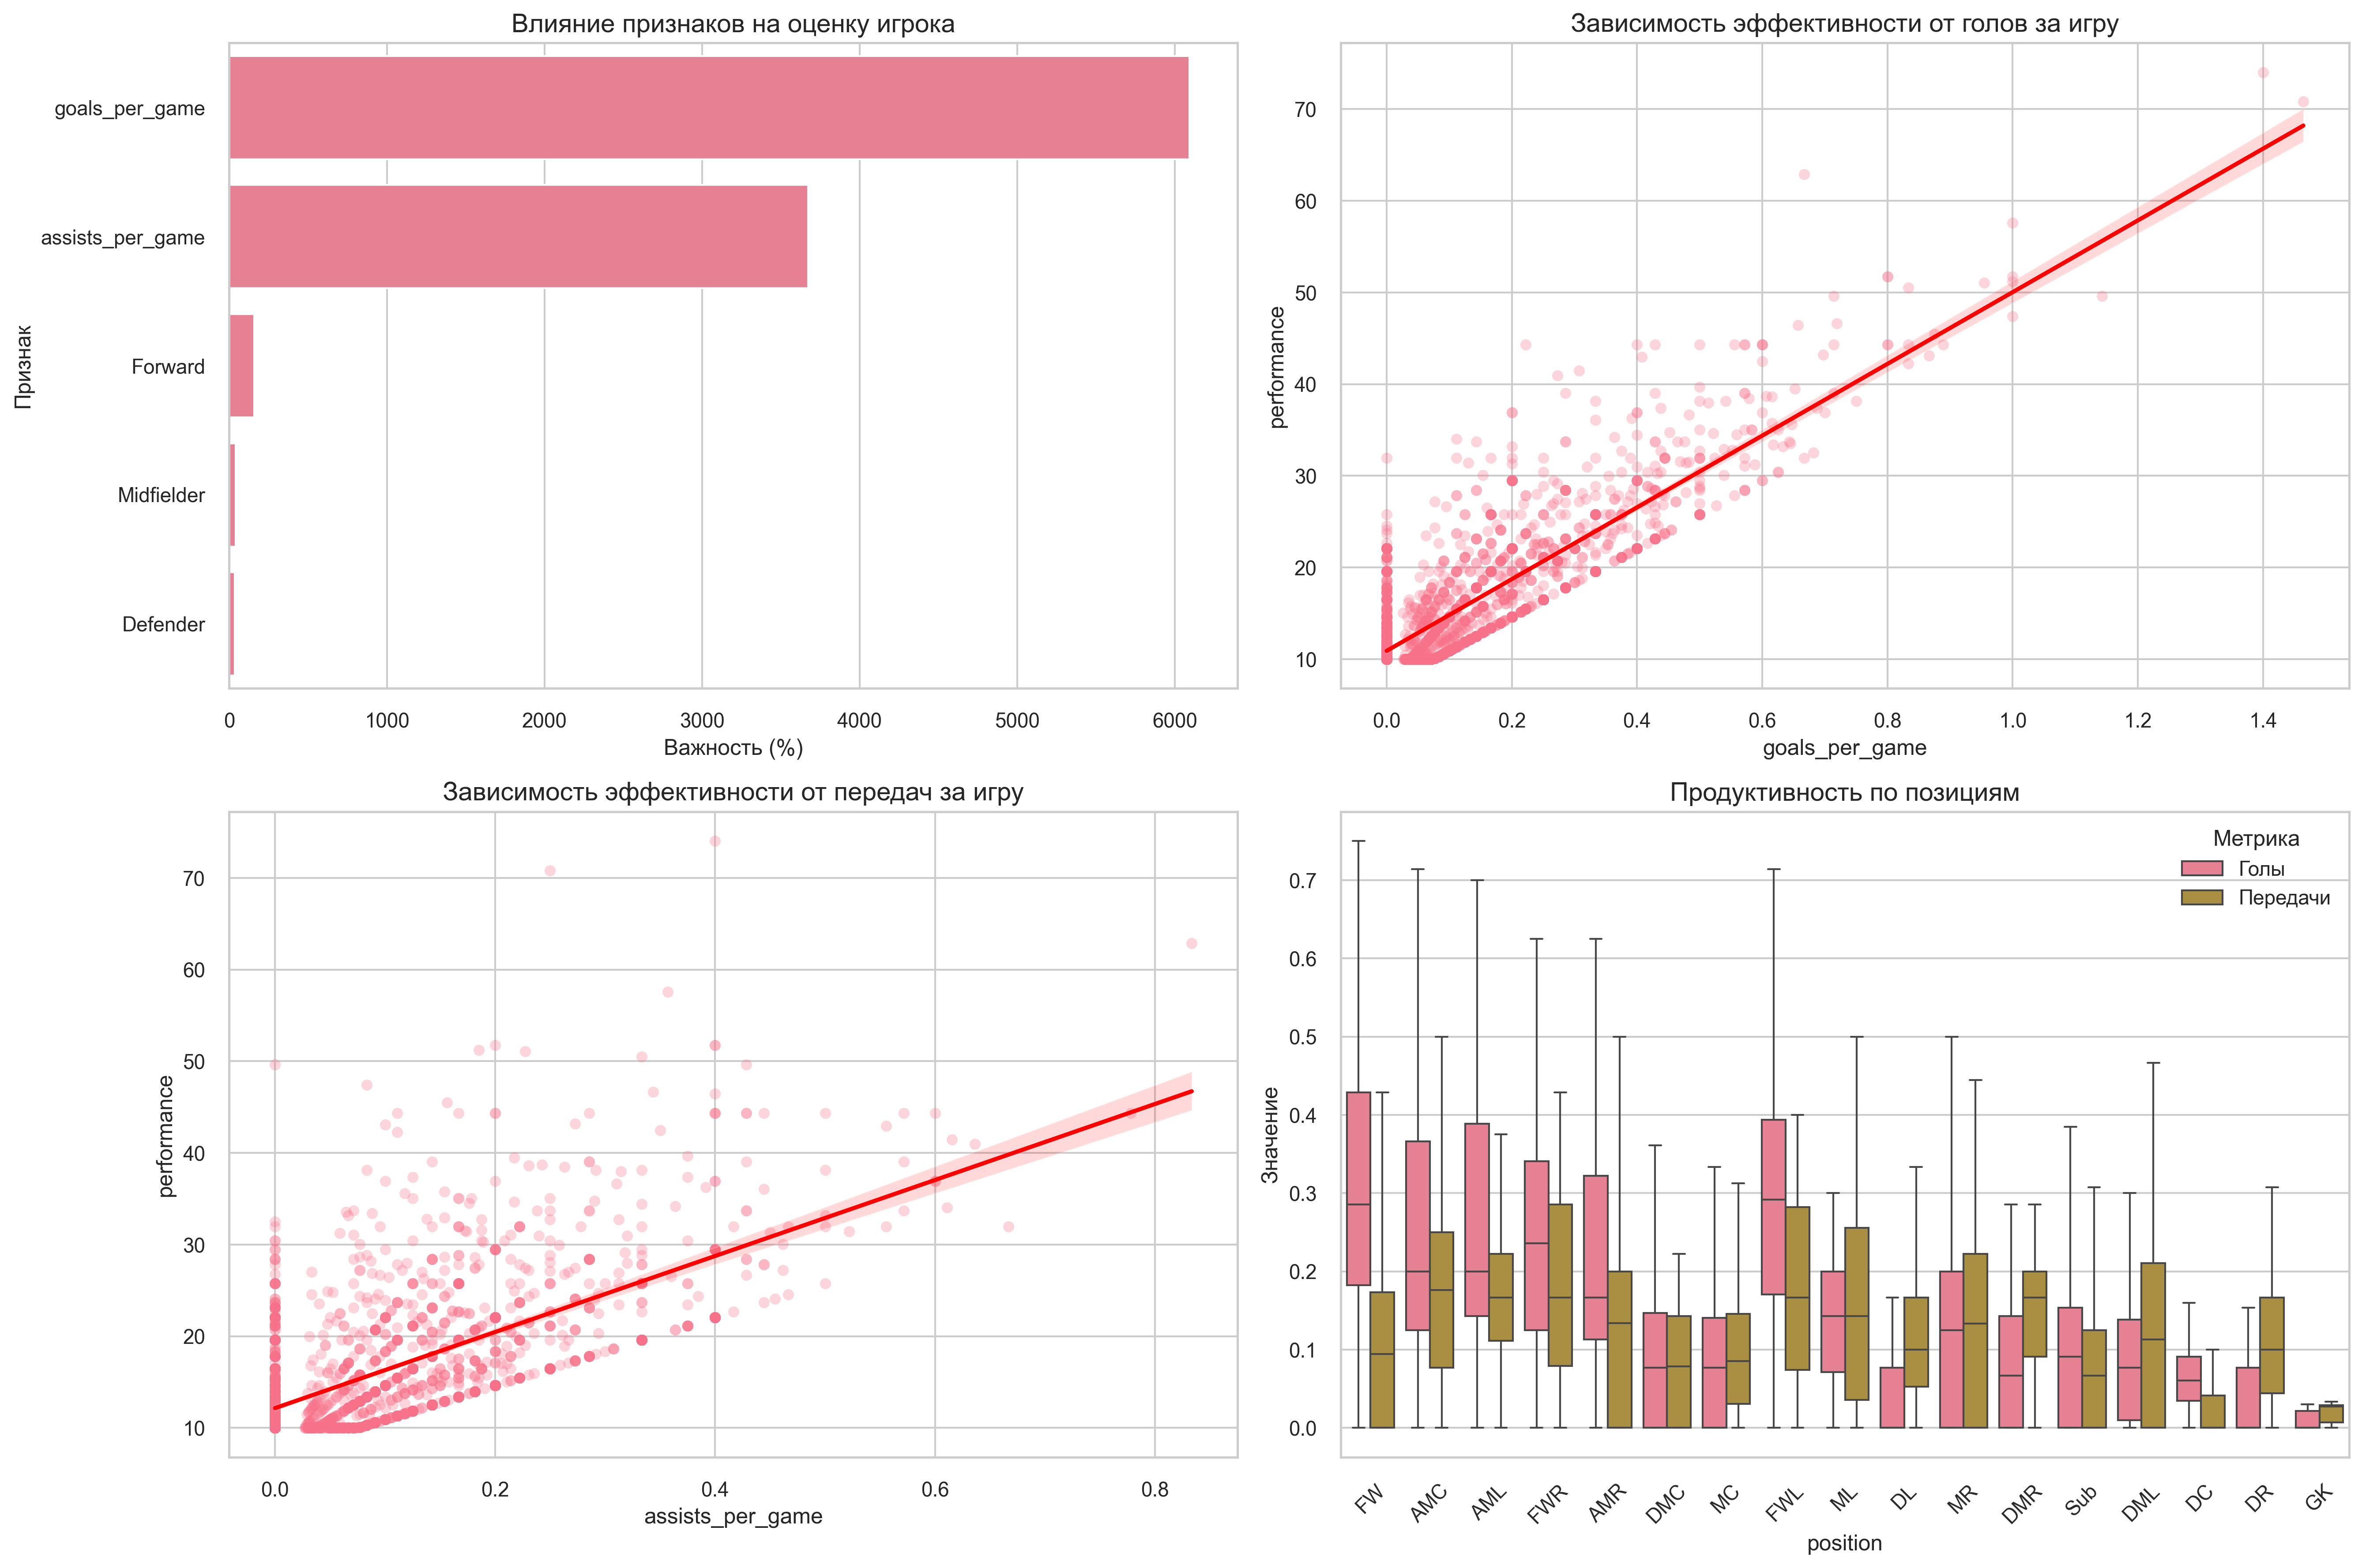 Влияние признаков на оценку игрока
Признак
goals_per_game
assists_per_game
Forward
Midfielder
Defender
0 1000 2000 3000 4000 5000 6000
Важность (%)
Зависимость эффективности от голов за игру
performance
70
60
50
40
30
20
10
0.0 0.2 0.4 0.6 0.8 1.0 1.2 1.4
goals_per_game
Зависимость эффективности от передач за игру
performance
70
60
50
40
30
20
10
0.0 0.2 0.4 0.6 0.8
assists_per_game
Продуктивность по позициям
Метрика
Голы
Передачи
Значение
0.7
0.6
0.5
0.4
0.3
0.2
0.1
0.0
FW AMC AML FWR AMR DMC MC FWL ML DL MR DMR Sub DML DC DR GK
position